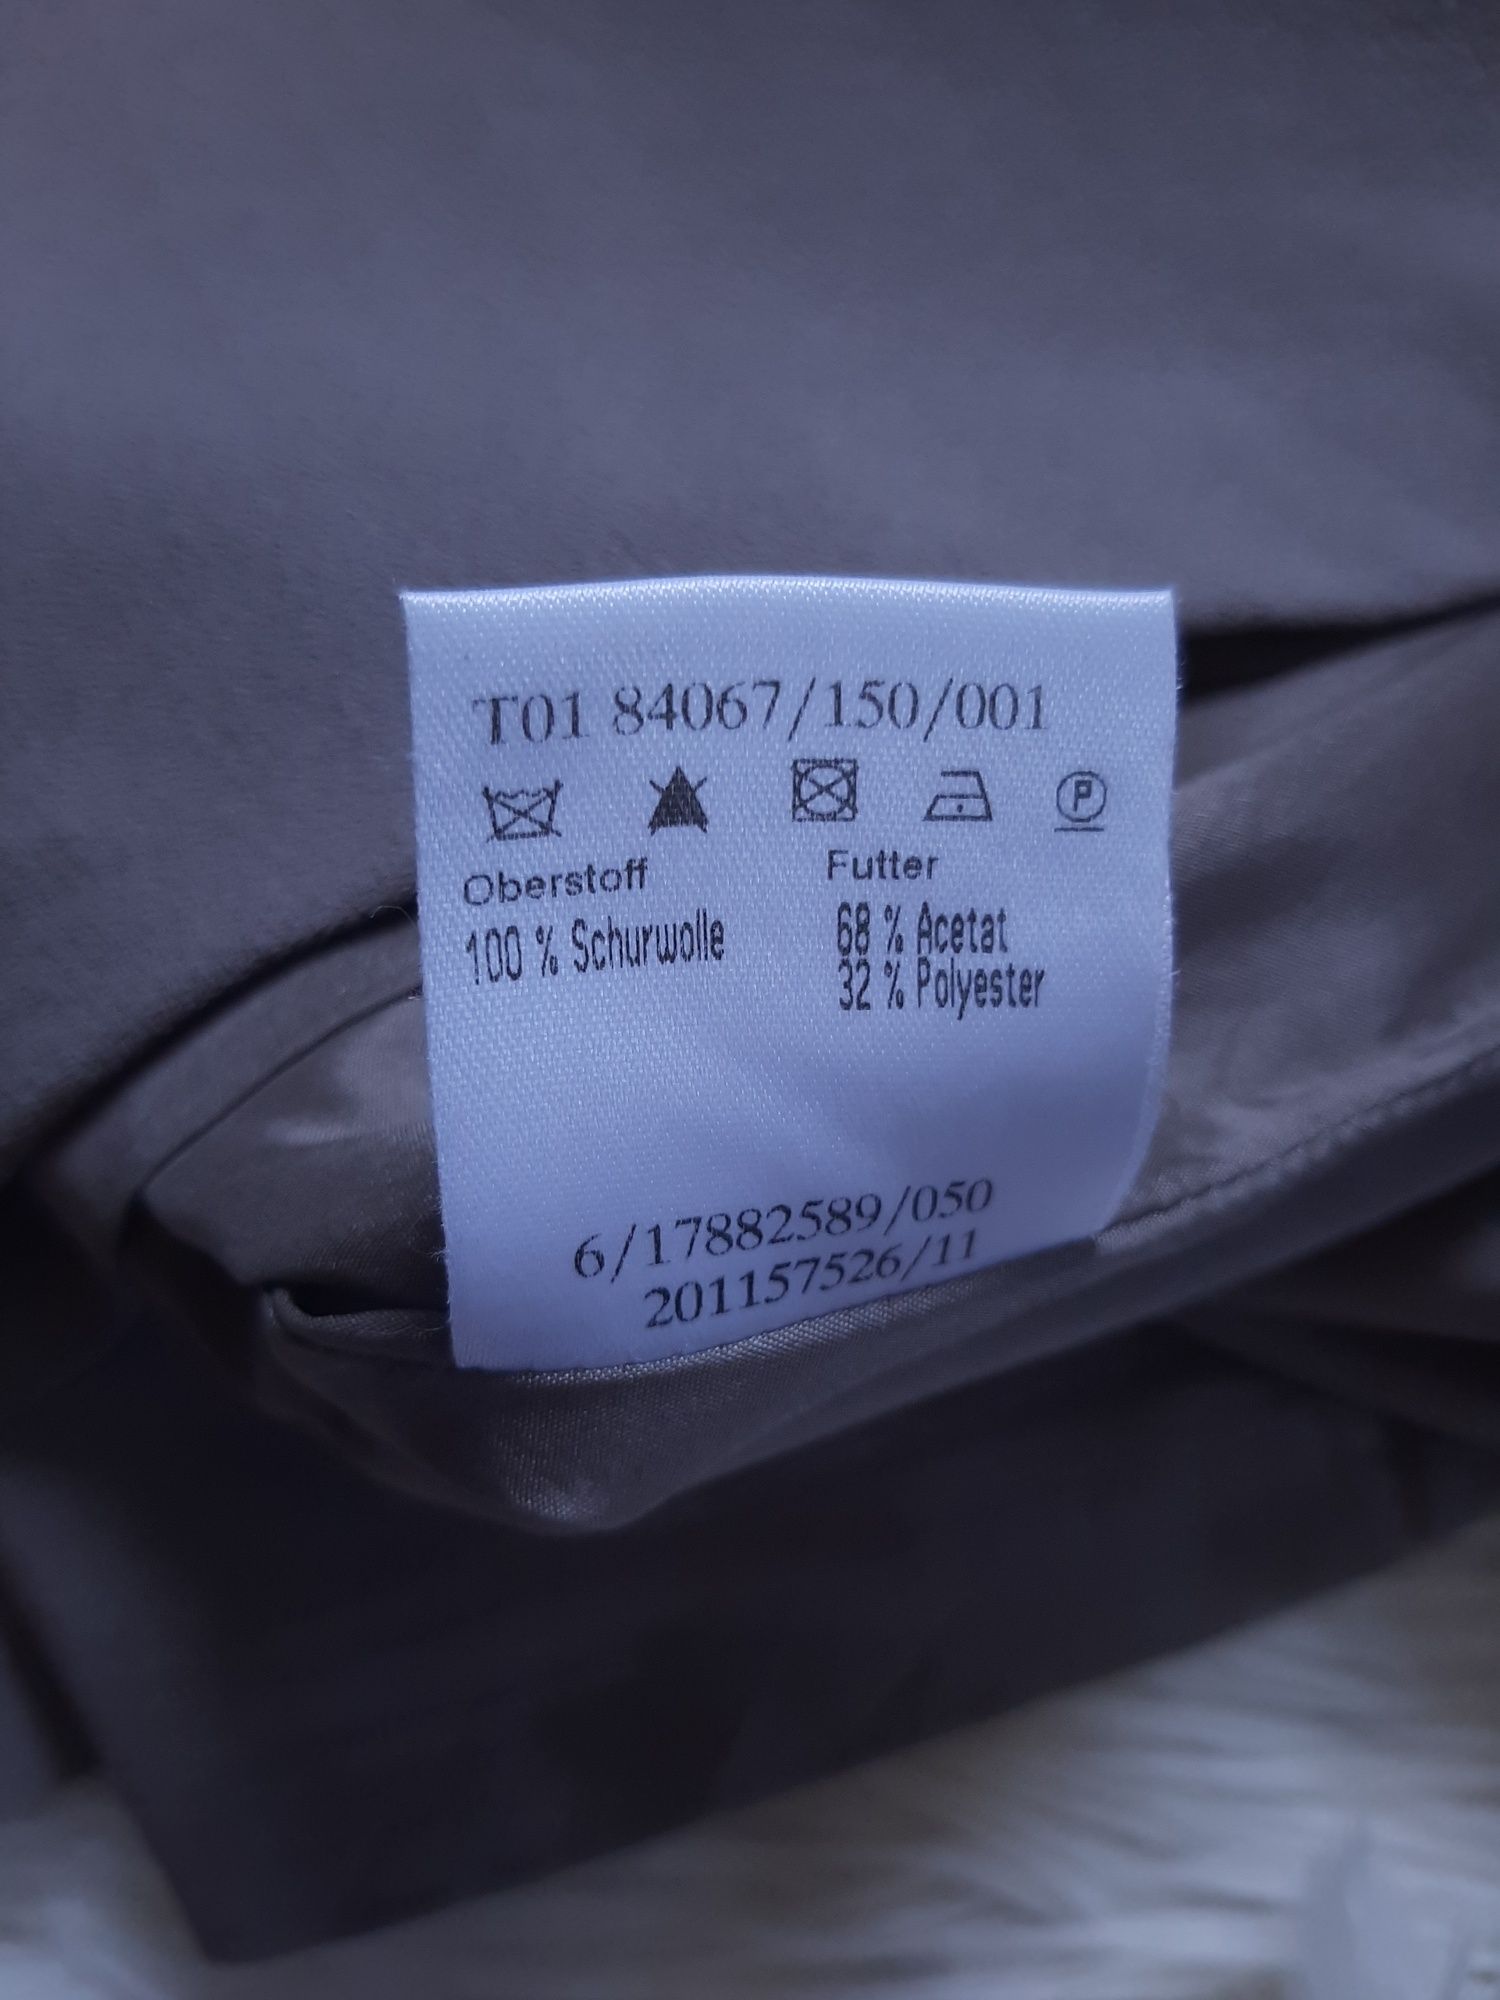 T01 84067/150/001
P
Oberstoff
100 % Schurwolle
Futter
68 % Acetat
32 % Polyester
6/17882589/050
201157526/11